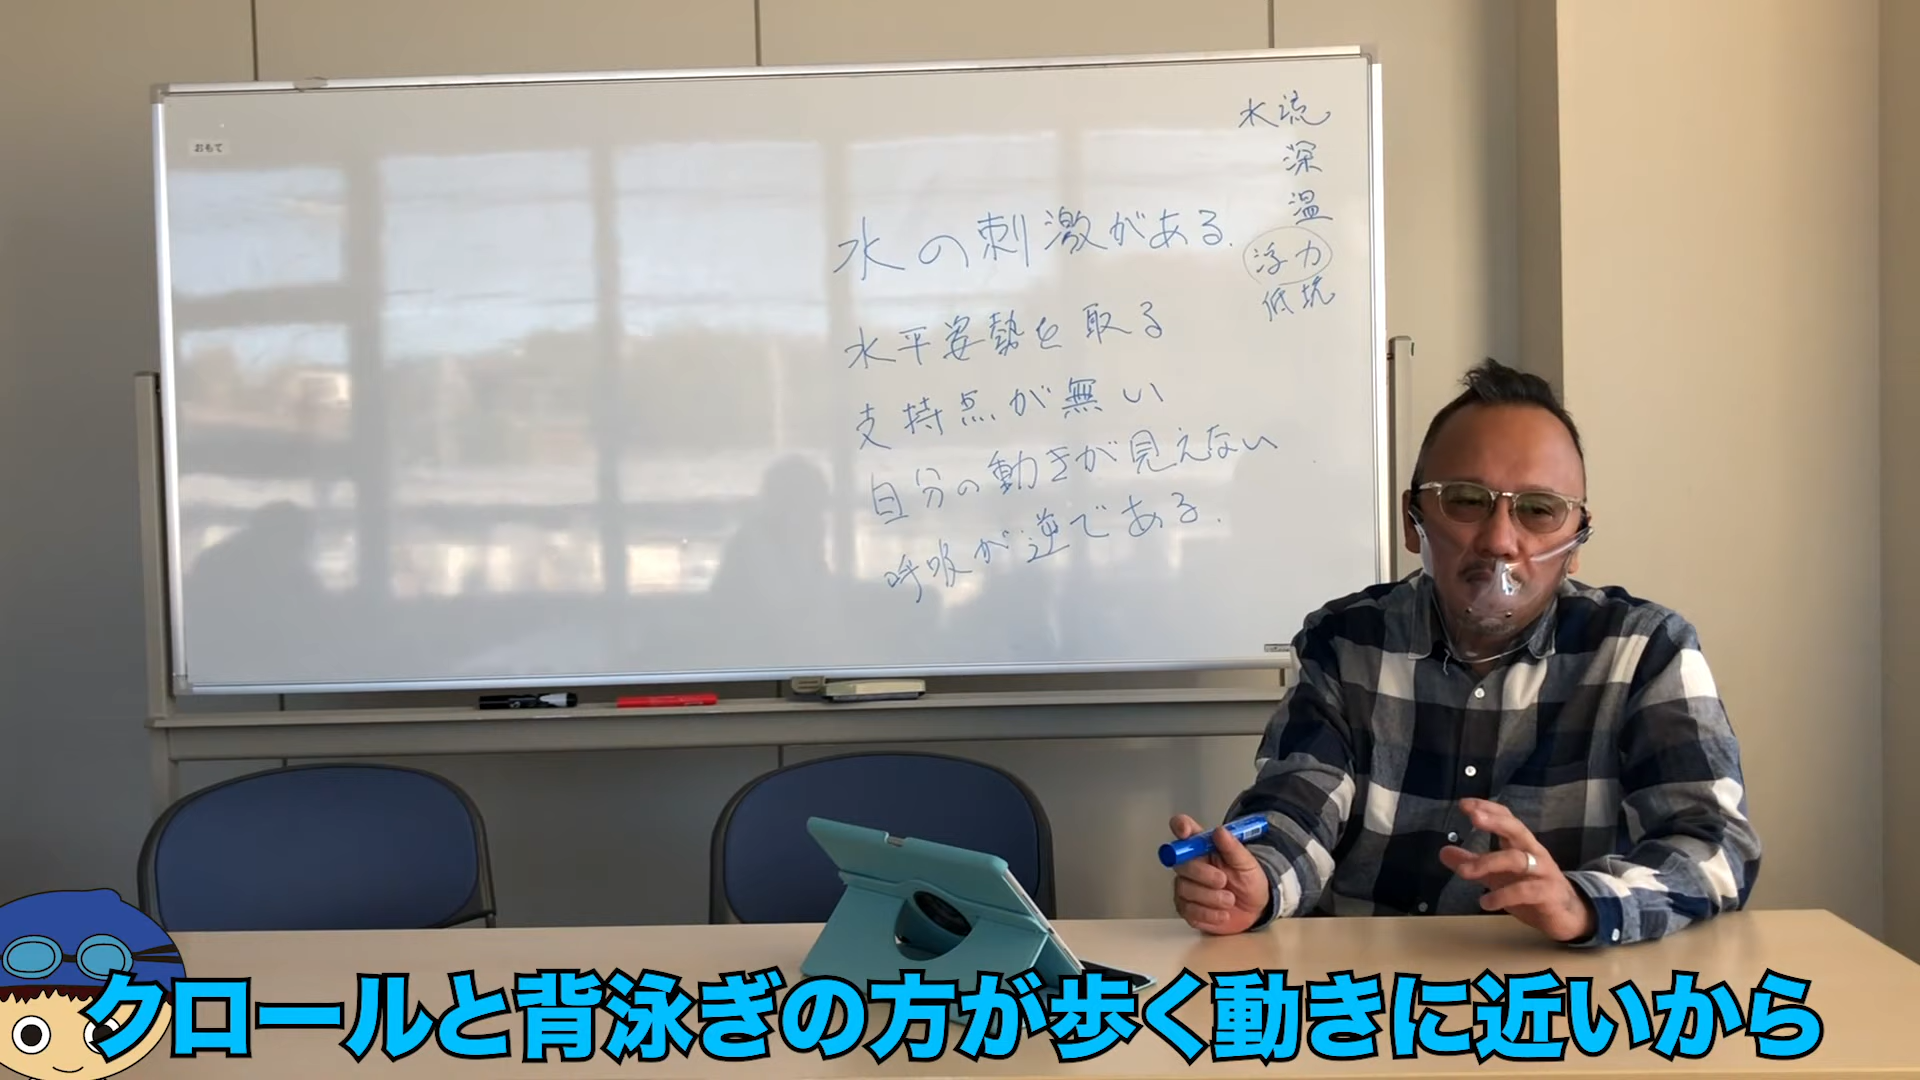 おもて
水流
深
温
浮力
低坑
水の刺激がある.
水平姿勢を取る
支持点が無い
自分の動きが見えない
呼吸が逆である.
クロールと背泳ぎの方が歩く動きに近いから